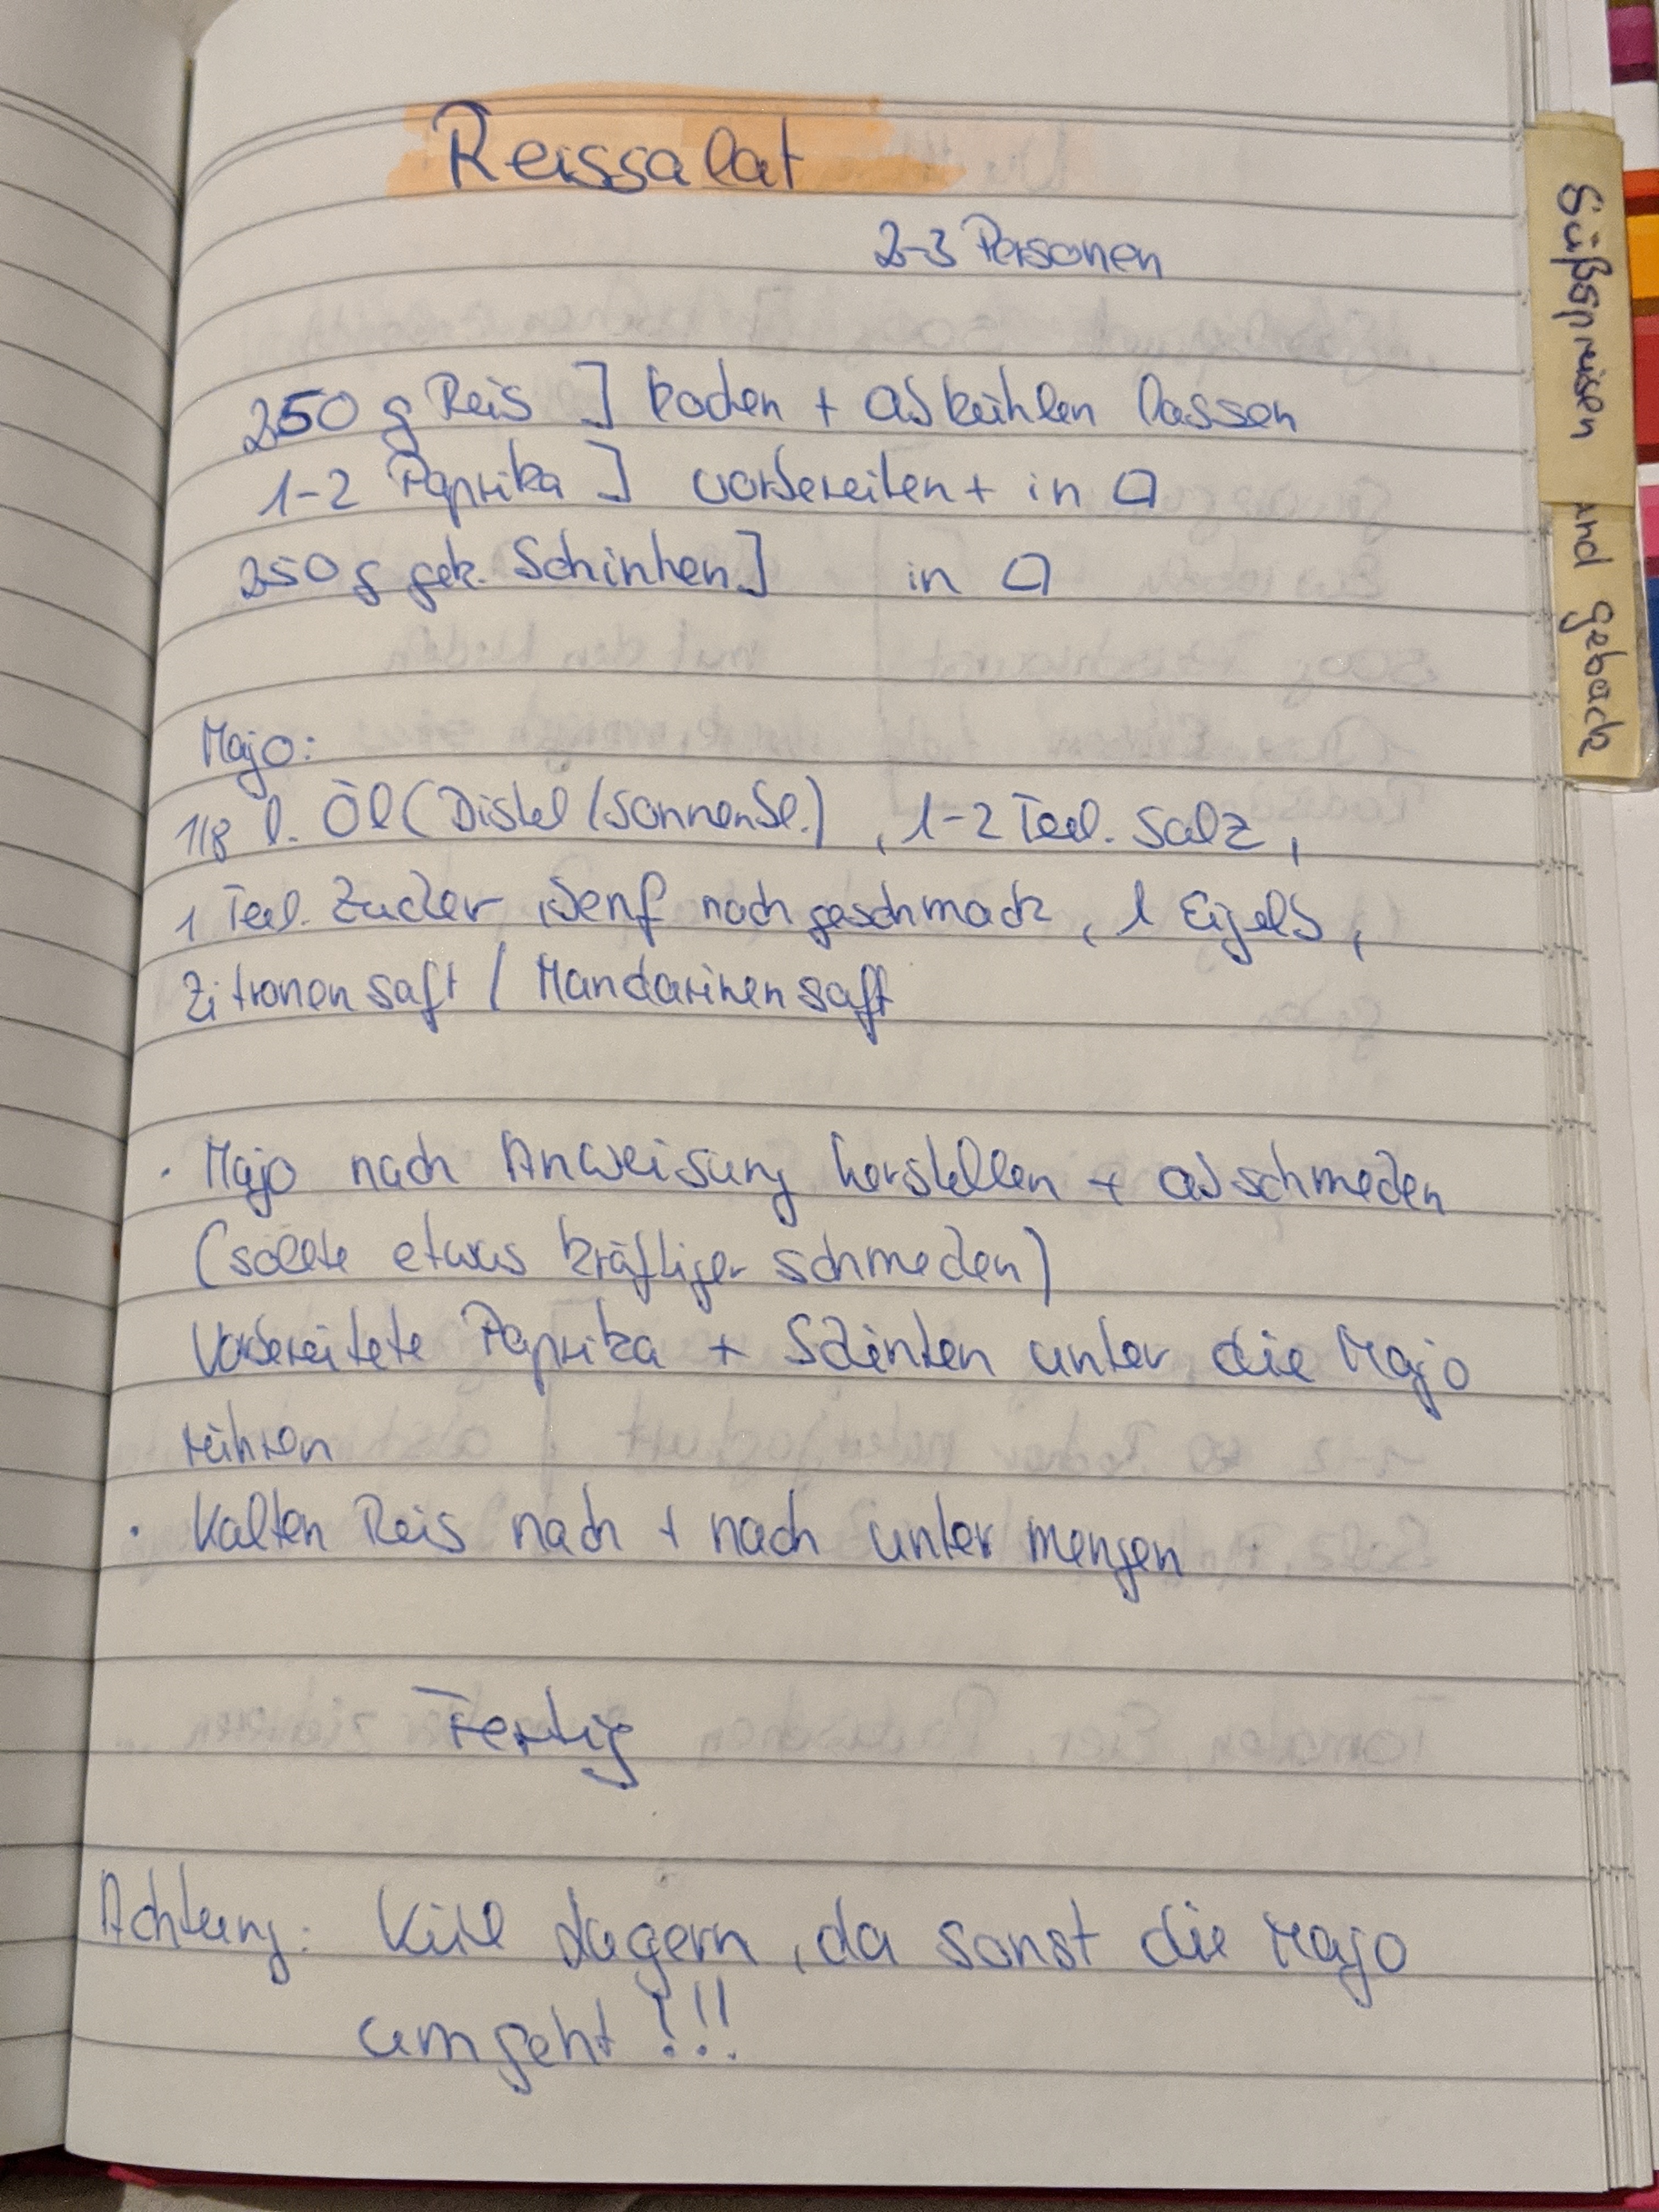 Reissalat
2-3 Personen
250 g Reis ] kochen + abkühlen lassen
1-2 Paprika ] vorbereiten + in □
250 g gek. Schinken ] in □
Majo:
1/8 l. Öl (Distel/Sonnenbl.), 1-2 Teel. Salz,
1 Teel. Zucker, Senf nach geschmack, 1 Eigelb,
Zitronensaft / Mandarinensaft
· Majo nach Anweisung herstellen + abschmecken
(sollte etwas kräftiger schmecken)
Vorbereitete Paprika + Schinken unter die Majo
rühren
· Kalten Reis nach + nach unter mengen
Fertig
Achtung: Kühl lagern, da sonst die Majo
umgeht!!!
Süßspreissen und gebäck